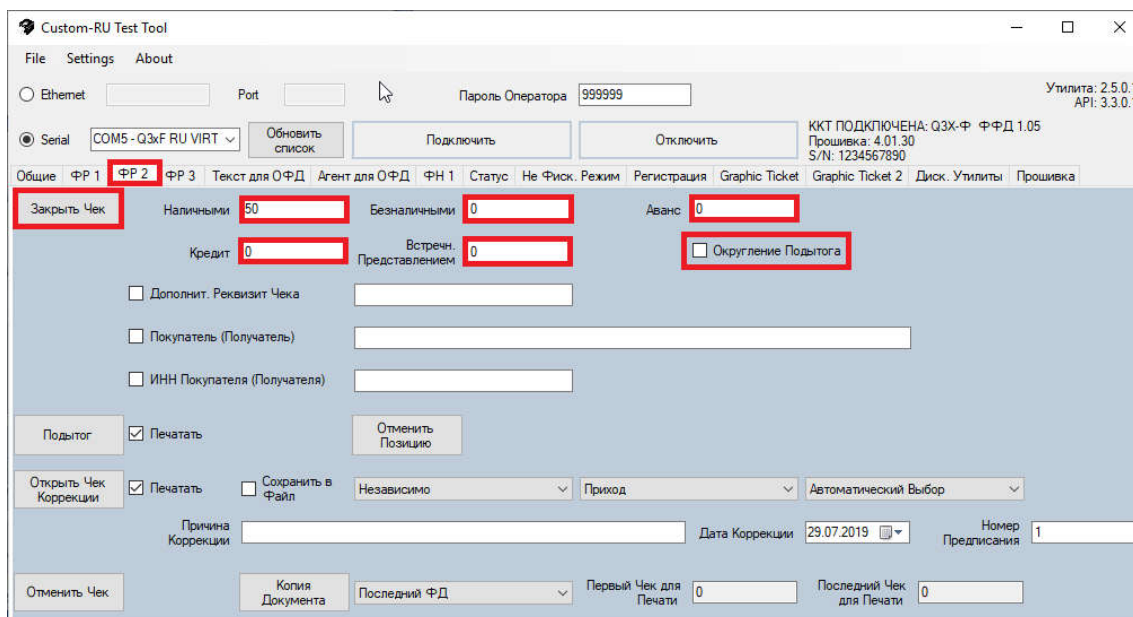 Custom-RU Test Tool
File Settings About
Ethernet Port Пароль Оператора 999999
Утилита: 2.5.0.
API: 3.3.0.
Serial COM5 - Q3xF RU VIRT Обновить список Подключить Отключить
ККТ ПОДКЛЮЧЕНА: Q3X-Ф ФФД 1.05
Прошивка: 4.01.30
S/N: 1234567890
Общие ФР 1 ФР 2 ФР 3 Текст для ОФД Агент для ОФД ФН 1 Статус Не Фиск. Режим Регистрация Graphic Ticket Graphic Ticket 2 Диск. Утилиты Прошивка
Закрыть Чек Наличными 50 Безналичными 0 Аванс 0
Кредит 0 Встречн. Представлением 0 Округление Подытога
Дополнит. Реквизит Чека
Покупатель (Получатель)
ИНН Покупателя (Получателя)
Подытог Печатать Отменить Позицию
Открыть Чек Коррекции Печатать Сохранить в Файл Независимо Приход Автоматический Выбор
Причина Коррекции Дата Коррекции 29.07.2019 Номер Предписания 1
Отменить Чек Копия Документа Последний ФД Первый Чек для Печати 0 Последний Чек для Печати 0